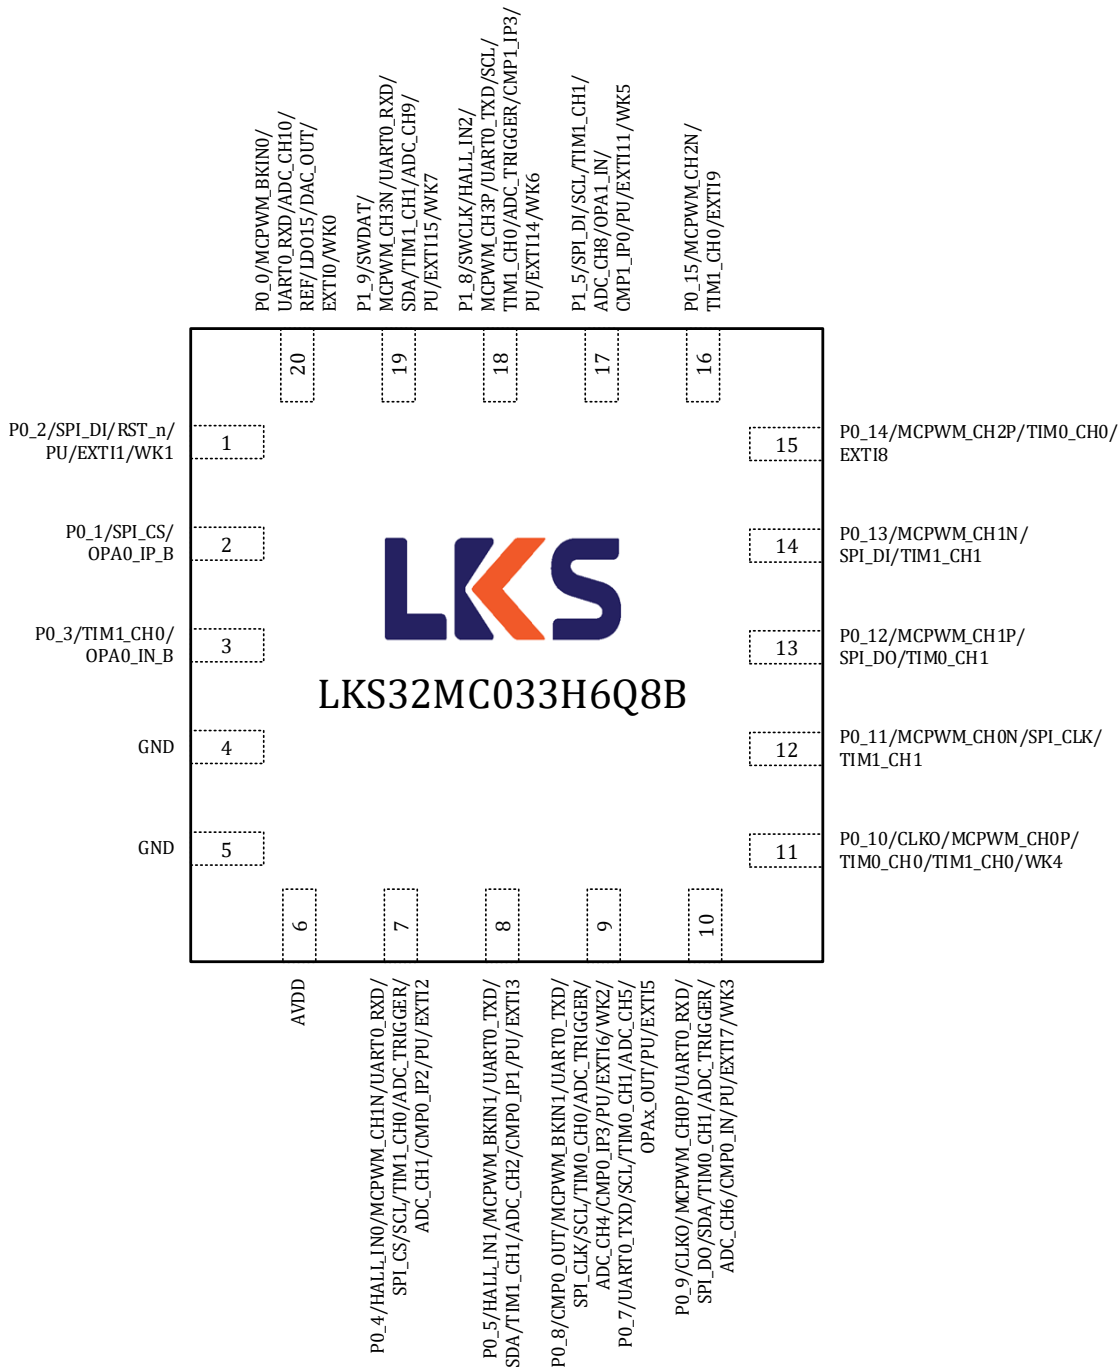 P0_0/MCPWM_BKIN0/
UART0_RXD/ADC_CH10/
REF/LDO15/DAC_OUT/
EXTI0/WK0
P1_9/SWDAT/
MCPWM_CH3N/UART0_RXD/
SDA/TIM1_CH1/ADC_CH9/
PU/EXTI15/WK7
P1_8/SWCLK/HALL_IN2/
MCPWM_CH3P/UART0_TXD/SCL/
TIM1_CH0/ADC_TRIGGER/CMP1_IP3/
PU/EXTI14/WK6
P1_5/SPI_DI/SCL/TIM1_CH1/
ADC_CH8/OPA1_IN/
CMP1_IP0/PU/EXTI11/WK5
P0_15/MCPWM_CH2N/
TIM1_CH0/EXTI9
20
19
18
17
16
P0_2/SPI_DI/RST_n/
PU/EXTI1/WK1
1
P0_1/SPI_CS/
OPA0_IP_B
2
P0_3/TIM1_CH0/
OPA0_IN_B
3
GND
4
GND
5
LKS
LKS32MC033H6Q8B
15
P0_14/MCPWM_CH2P/TIM0_CH0/
EXTI8
14
P0_13/MCPWM_CH1N/
SPI_DI/TIM1_CH1
13
P0_12/MCPWM_CH1P/
SPI_DO/TIM0_CH1
12
P0_11/MCPWM_CH0N/SPI_CLK/
TIM1_CH1
11
P0_10/CLKO/MCPWM_CH0P/
TIM0_CH0/TIM1_CH0/WK4
6
7
8
9
10
AVDD
P0_4/HALL_IN0/MCPWM_CH1N/UART0_RXD/
SPI_CS/SCL/TIM1_CH0/ADC_TRIGGER/
ADC_CH1/CMP0_IP2/PU/EXTI2
P0_5/HALL_IN1/MCPWM_BKIN1/UART0_TXD/
SDA/TIM1_CH1/ADC_CH2/CMP0_IP1/PU/EXTI3
P0_8/CMP0_OUT/MCPWM_BKIN1/UART0_TXD/
SPI_CLK/SCL/TIM0_CH0/ADC_TRIGGER/
ADC_CH4/CMP0_IP3/PU/EXTI6/WK2/
P0_7/UART0_TXD/SCL/TIM0_CH1/ADC_CH5/
OPAx_OUT/PU/EXTI5
P0_9/CLKO/MCPWM_CH0P/UART0_RXD/
SPI_DO/SDA/TIM0_CH1/ADC_TRIGGER/
ADC_CH6/CMP0_IN/PU/EXTI7/WK3